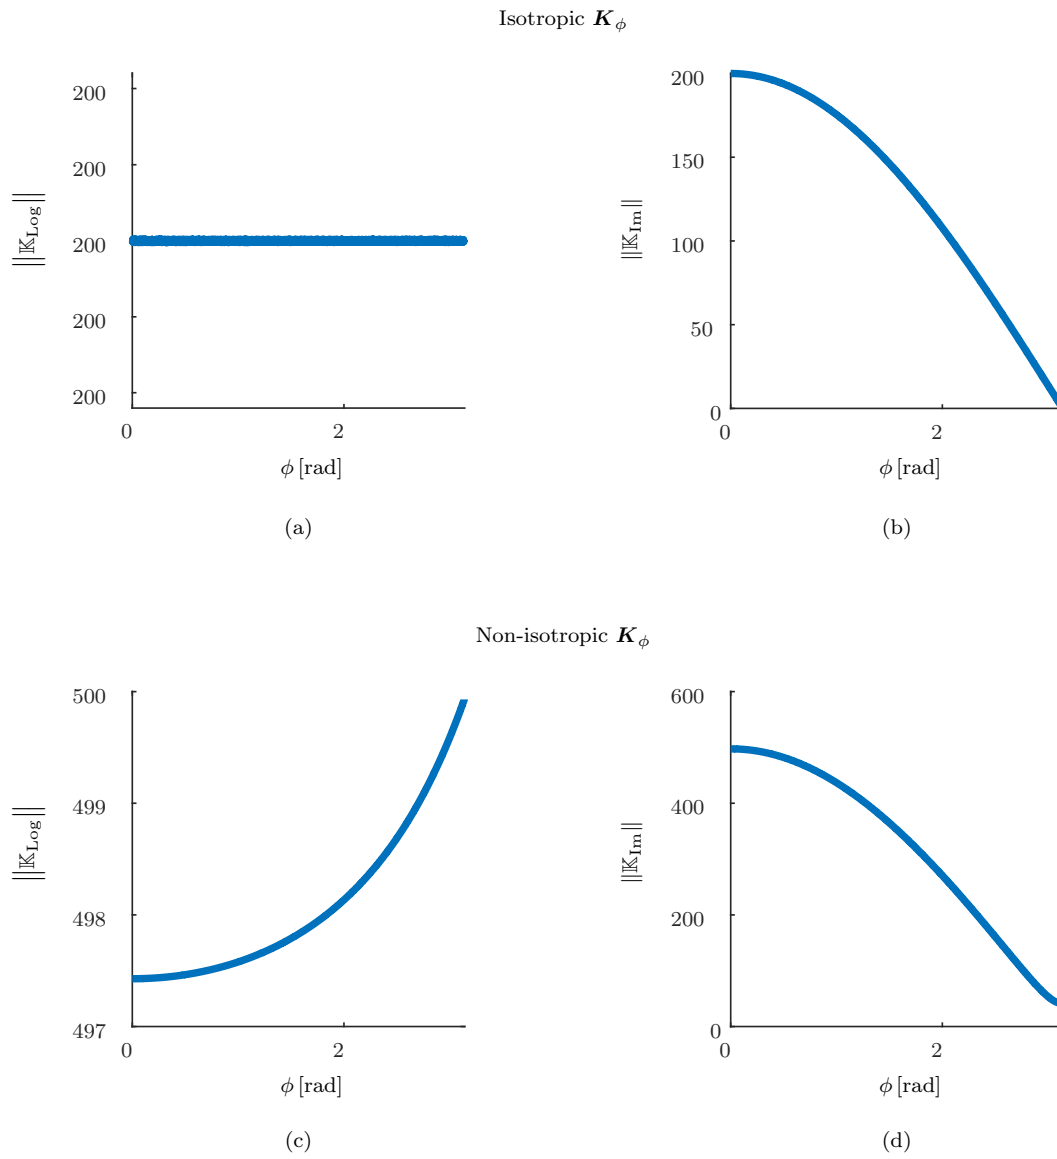 Isotropic K_ϕ
200
200
200
200
200
‖𝕂_Log‖
0
2
ϕ [rad]
(a)
200
150
100
50
0
‖𝕂_Im‖
0
2
ϕ [rad]
(b)
Non-isotropic K_ϕ
500
499
498
497
‖𝕂_Log‖
0
2
ϕ [rad]
(c)
600
400
200
0
‖𝕂_Im‖
0
2
ϕ [rad]
(d)